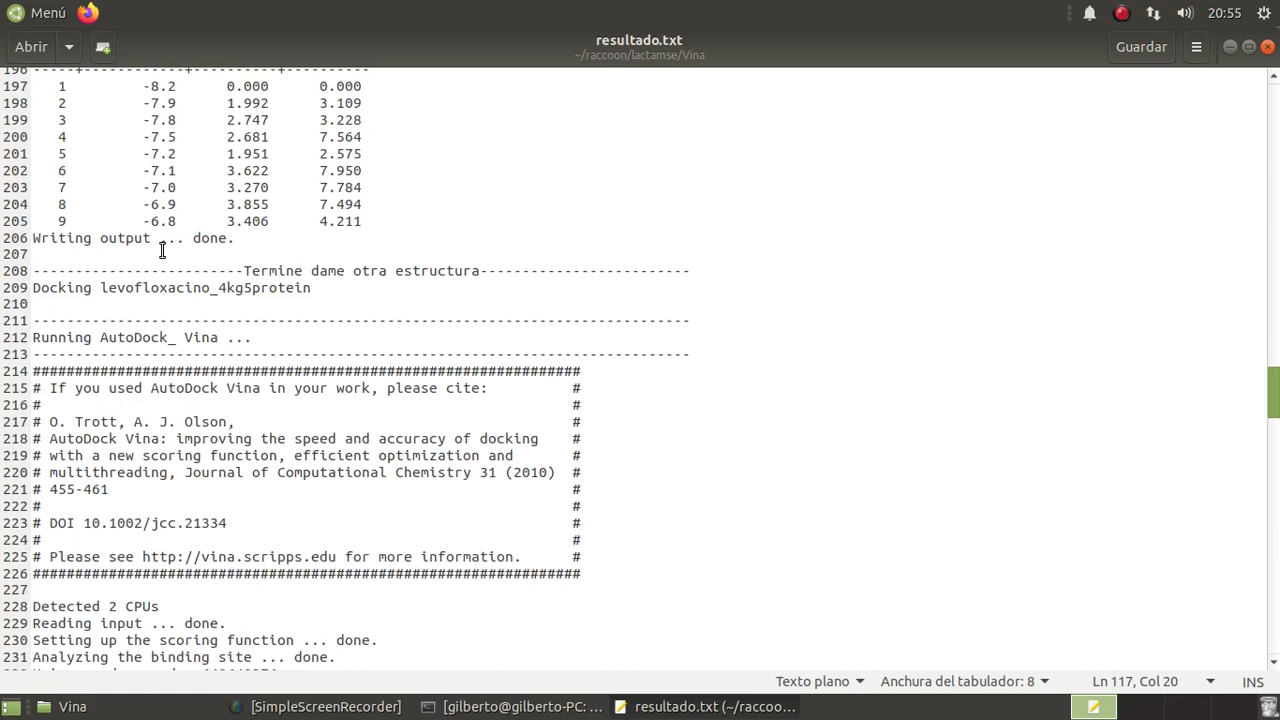 Menú
20:55
Abrir
resultado.txt
~/raccoon/lactamse/Vina
Guardar
196 -----+------------+----------+----------
197    1         -8.2      0.000      0.000
198    2         -7.9      1.992      3.109
199    3         -7.8      2.747      3.228
200    4         -7.5      2.681      7.564
201    5         -7.2      1.951      2.575
202    6         -7.1      3.622      7.950
203    7         -7.0      3.270      7.784
204    8         -6.9      3.855      7.494
205    9         -6.8      3.406      4.211
206 Writing output ... done.
207
208 -------------------------Termine dame otra estructura-------------------------
209 Docking levofloxacino_4kg5protein
210
211 ------------------------------------------------------------------------------
212 Running AutoDock_ Vina ...
213 ------------------------------------------------------------------------------
214 #################################################################
215 # If you used AutoDock Vina in your work, please cite:          #
216 #                                                               #
217 # O. Trott, A. J. Olson,                                        #
218 # AutoDock Vina: improving the speed and accuracy of docking    #
219 # with a new scoring function, efficient optimization and       #
220 # multithreading, Journal of Computational Chemistry 31 (2010)  #
221 # 455-461                                                       #
222 #                                                               #
223 # DOI 10.1002/jcc.21334                                         #
224 #                                                               #
225 # Please see http://vina.scripps.edu for more information.      #
226 #################################################################
227
228 Detected 2 CPUs
229 Reading input ... done.
230 Setting up the scoring function ... done.
231 Analyzing the binding site ... done.
Texto plano
Anchura del tabulador: 8
Ln 117, Col 20
INS
Vina
[SimpleScreenRecorder]
[gilberto@gilberto-PC: ...
resultado.txt (~/raccoo...